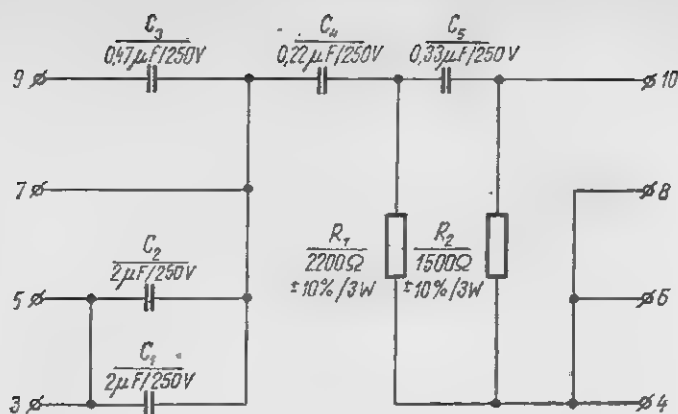 C₃
0,47μF/250V
C₄
0,22μF/250V
C₅
0,33μF/250V
9
10
7
8
C₂
2μF/250V
R₁
2200Ω
±10%/3W
R₂
1500Ω
±10%/3W
5
6
C₁
2μF/250V
3
4